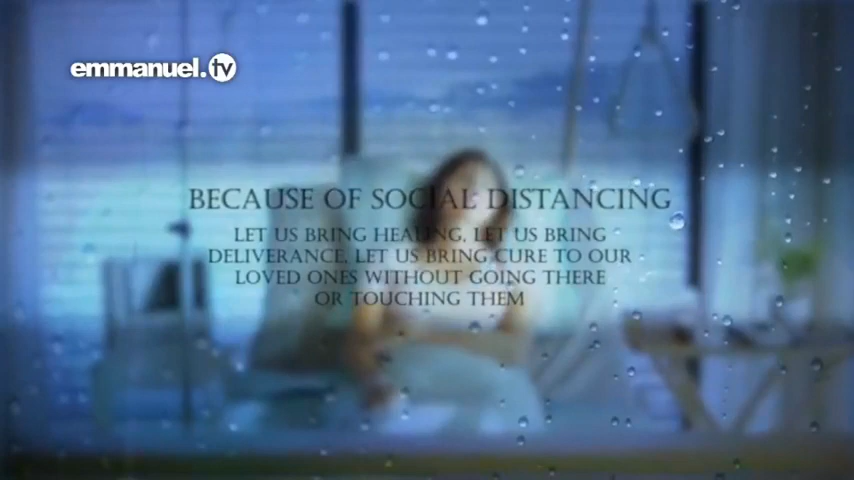 emmanuel.tv
BECAUSE OF SOCIAL DISTANCING
LET US BRING HEALING, LET US BRING
DELIVERANCE, LET US BRING CURE TO OUR
LOVED ONES WITHOUT GOING THERE
OR TOUCHING THEM